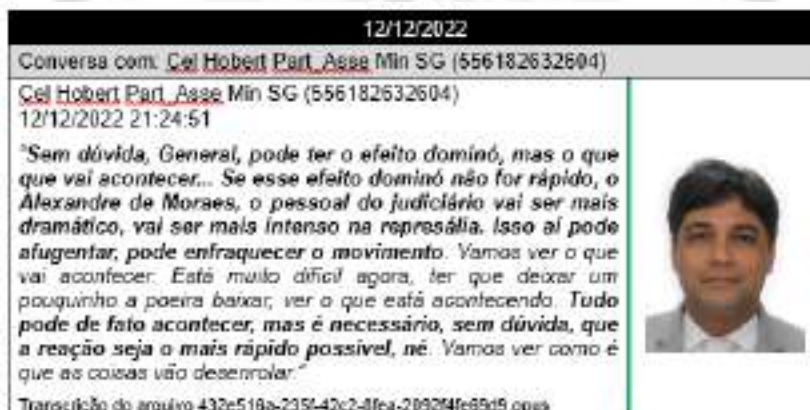 12/12/2022
Conversa com: Cel Hobert Part_Asse Min SG (556182632604)
Cel Hobert Part_Asse Min SG (556182632604)
12/12/2022 21:24:51
"Sem dúvida, General, pode ter o efeito dominó, mas o que
que vai acontecer... Se esse efeito dominó não for rápido, o
Alexandre de Moraes, o pessoal do judiciário vai ser mais
dramático, vai ser mais intenso na represália. Isso aí pode
afugentar, pode enfraquecer o movimento. Vamos ver o que
vai acontecer. Está muito difícil agora, ter que deixar um
pouquinho a poeira baixar, ver o que está acontecendo. Tudo
pode de fato acontecer, mas é necessário, sem dúvida, que
a reação seja o mais rápido possível, né. Vamos ver como é
que as coisas vão desenrolar."
Transcrição do arquivo